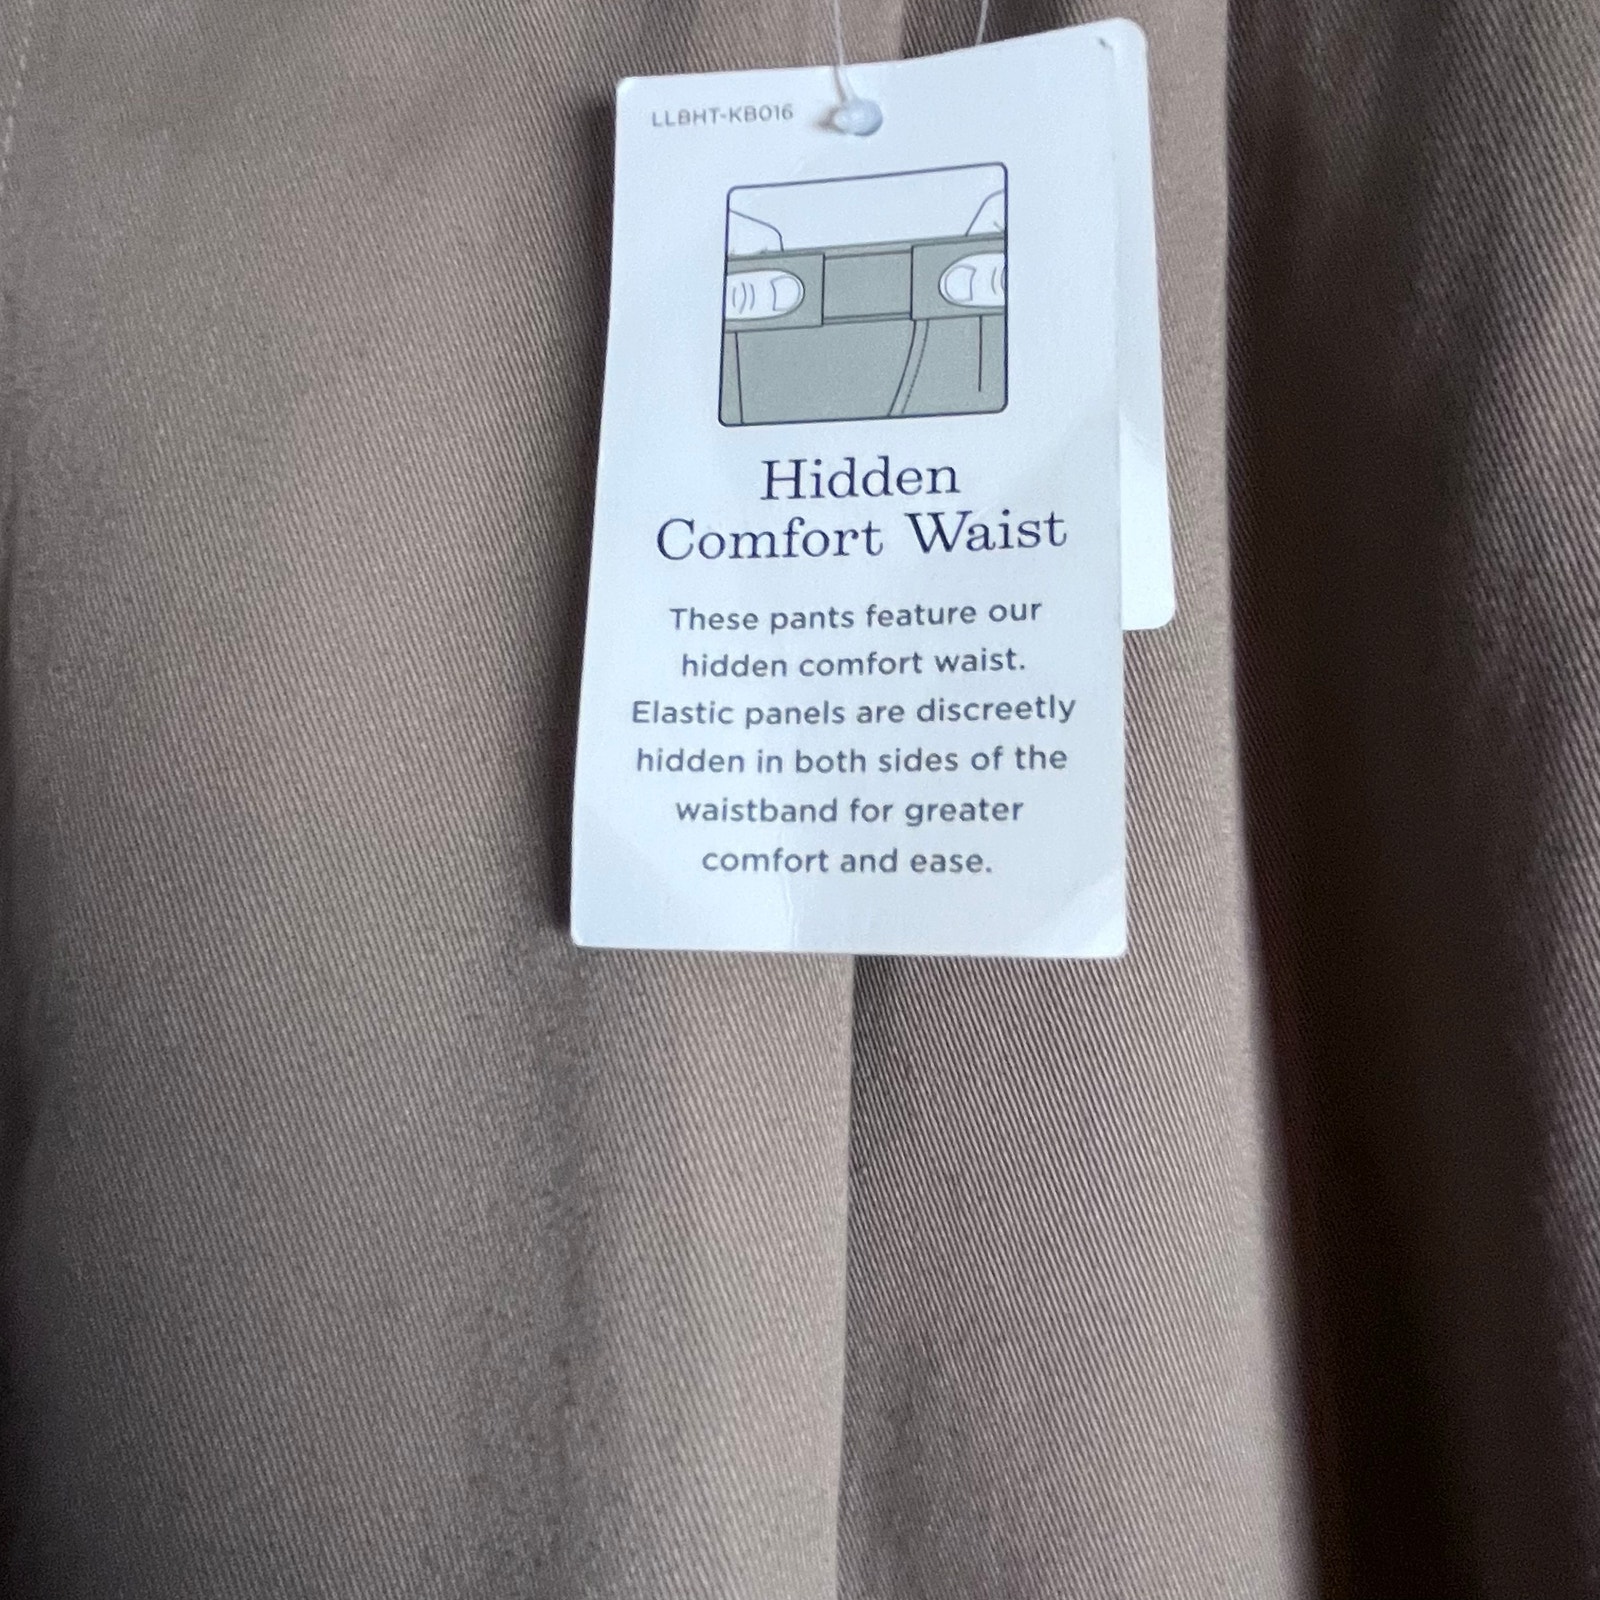 LLBHT-KB016
Hidden
Comfort Waist
These pants feature our
hidden comfort waist.
Elastic panels are discreetly
hidden in both sides of the
waistband for greater
comfort and ease.